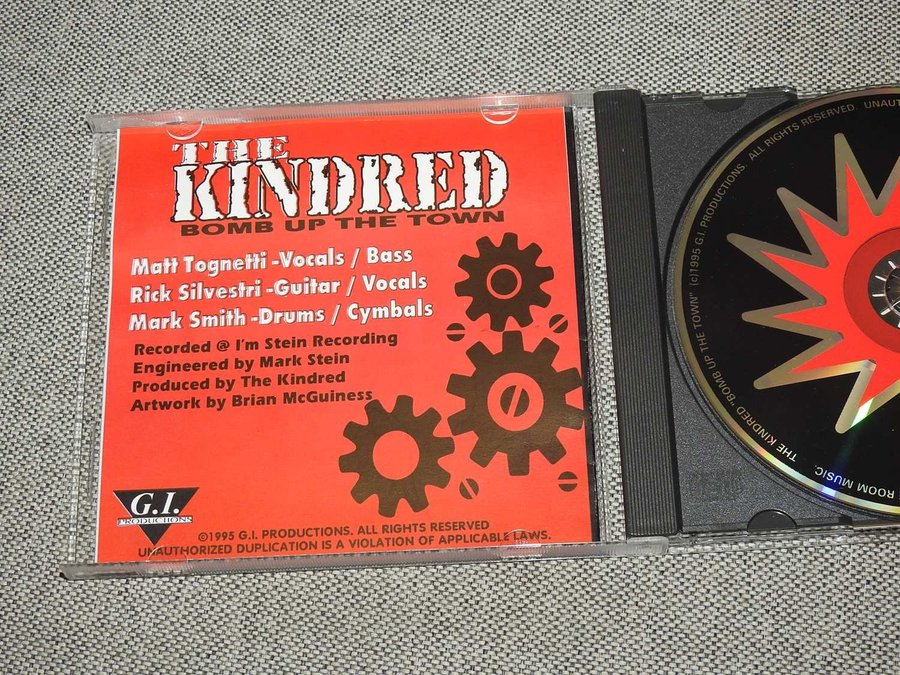 THE
KINDRED
BOMB UP THE TOWN
Matt Tognetti -Vocals / Bass
Rick Silvestri -Guitar / Vocals
Mark Smith -Drums / Cymbals
Recorded @ I'm Stein Recording
Engineered by Mark Stein
Produced by The Kindred
Artwork by Brian McGuiness
G.I.
PRODUCTIONS
©1995 G.I. PRODUCTIONS. ALL RIGHTS RESERVED
UNAUTHORIZED DUPLICATION IS A VIOLATION OF APPLICABLE LAWS.
ROOM MUSIC. THE KINDRED "BOMB UP THE TOWN" (c)1995 G.I. PRODUCTIONS. ALL RIGHTS RESERVED.